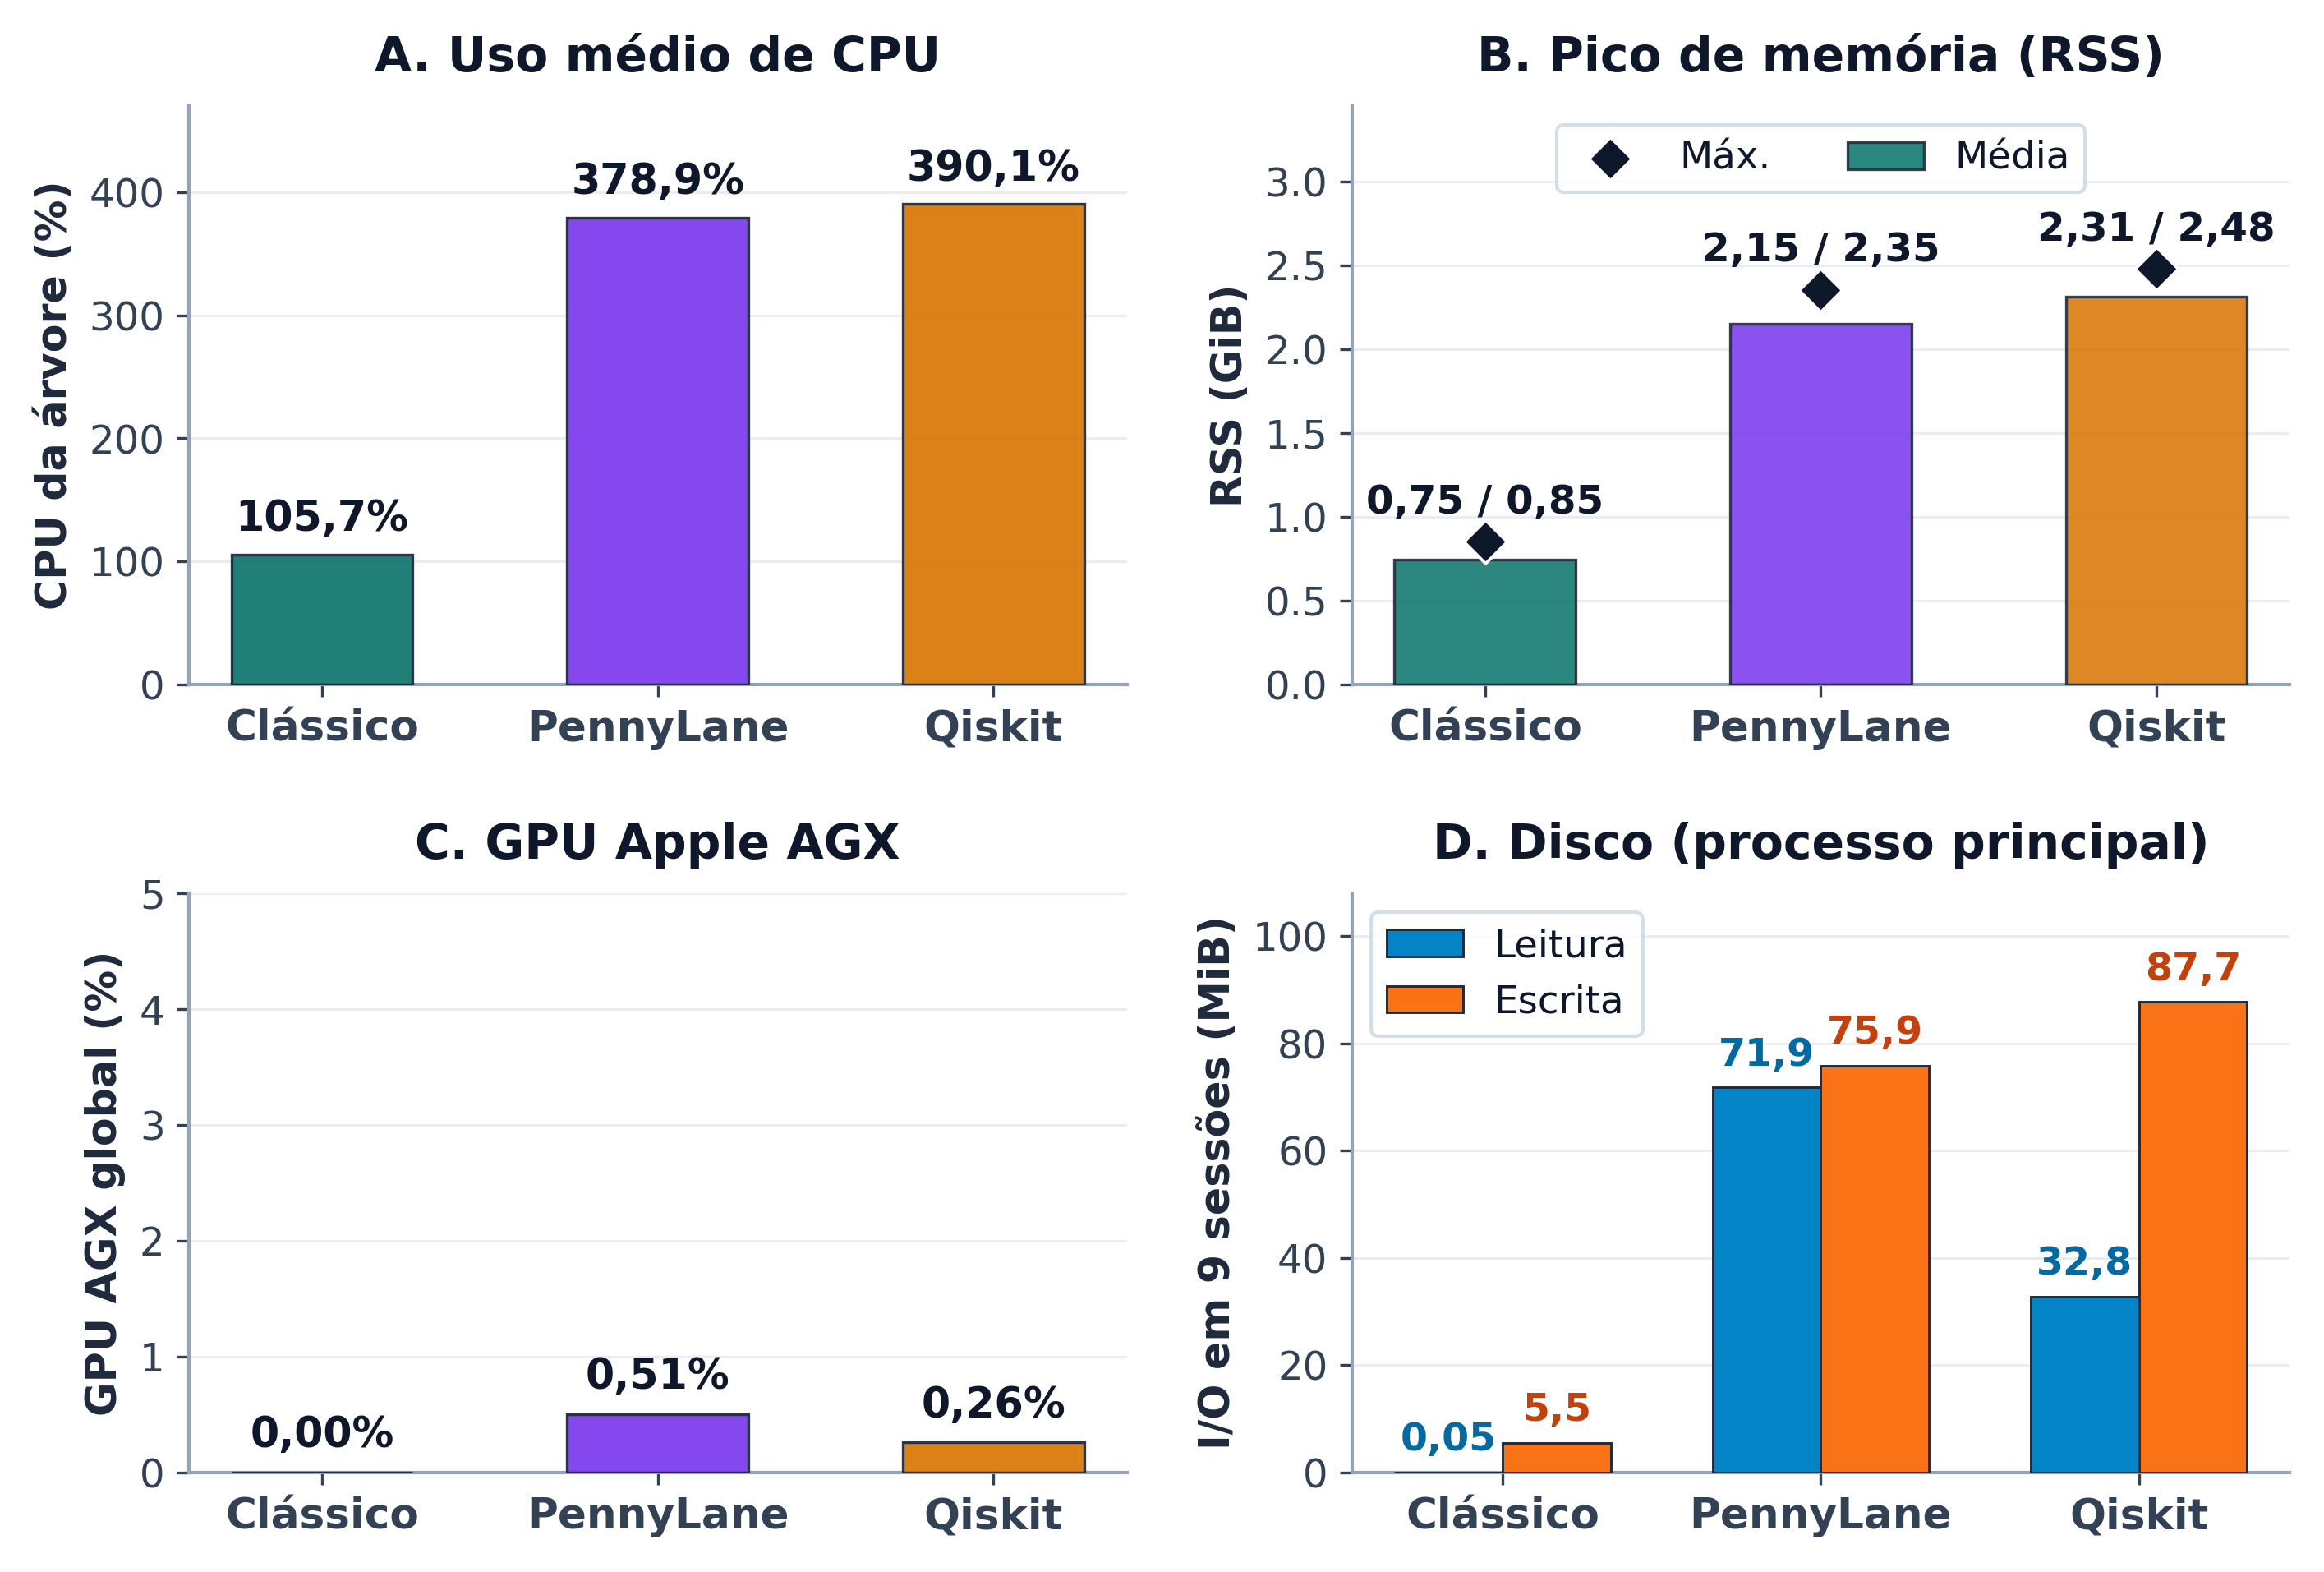 A. Uso médio de CPU
CPU da árvore (%)
400
300
200
100
0
105,7%
378,9%
390,1%
Clássico
PennyLane
Qiskit
B. Pico de memória (RSS)
RSS (GiB)
Máx.
Média
3.0
2.5
2.0
1.5
1.0
0.5
0.0
0,75 / 0,85
2,15 / 2,35
2,31 / 2,48
Clássico
PennyLane
Qiskit
C. GPU Apple AGX
GPU AGX global (%)
5
4
3
2
1
0
0,00%
0,51%
0,26%
Clássico
PennyLane
Qiskit
D. Disco (processo principal)
I/O em 9 sessões (MiB)
Leitura
Escrita
100
80
60
40
20
0
0,05
5,5
71,9
75,9
32,8
87,7
Clássico
PennyLane
Qiskit